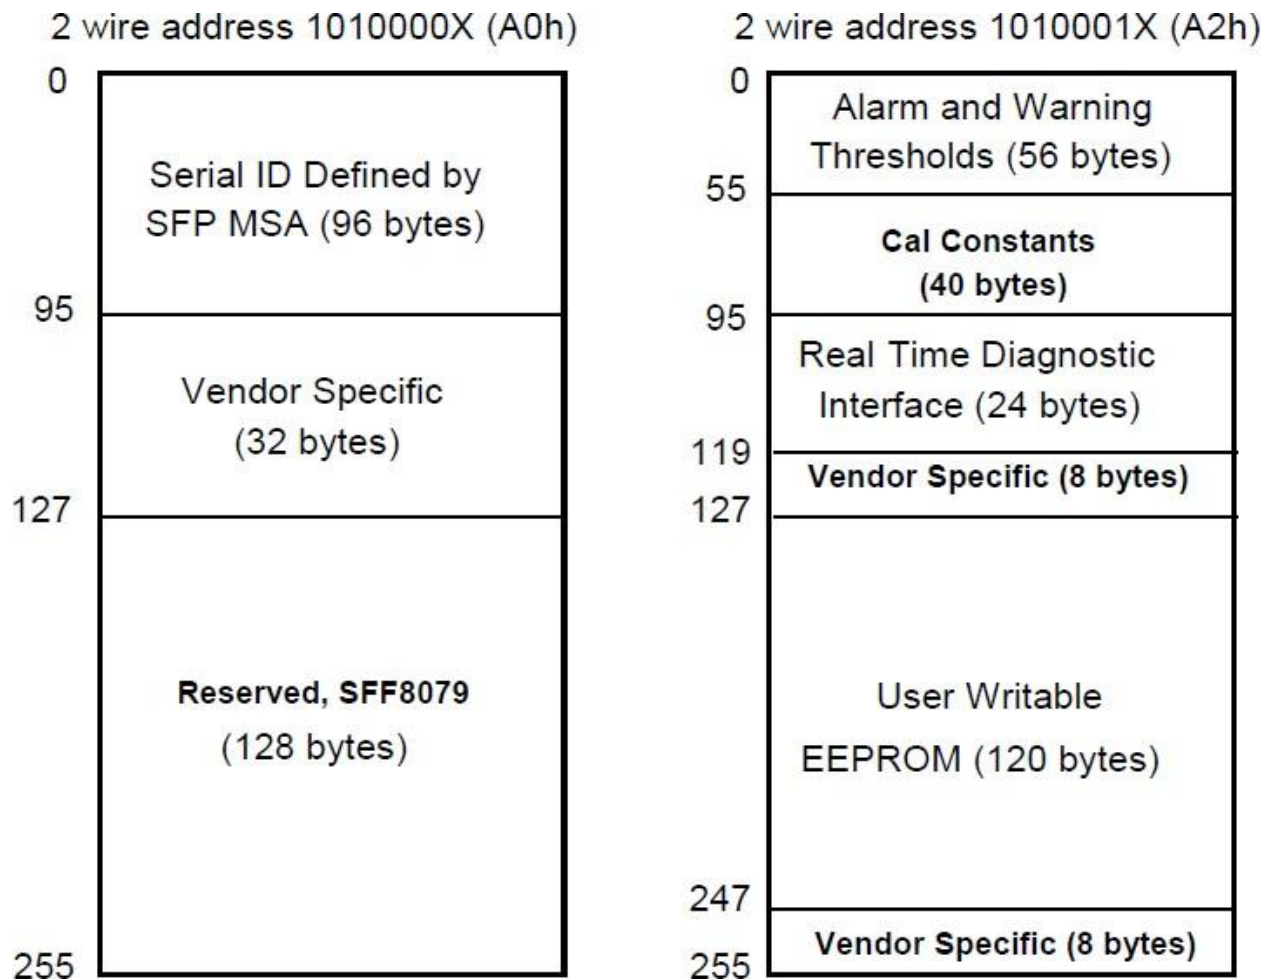 2 wire address 1010000X (A0h)
0
Serial ID Defined by
SFP MSA (96 bytes)
95
Vendor Specific
(32 bytes)
127
Reserved, SFF8079
(128 bytes)
255
2 wire address 1010001X (A2h)
0
Alarm and Warning
Thresholds (56 bytes)
55
Cal Constants
(40 bytes)
95
Real Time Diagnostic
Interface (24 bytes)
119
Vendor Specific (8 bytes)
127
User Writable
EEPROM (120 bytes)
247
Vendor Specific (8 bytes)
255